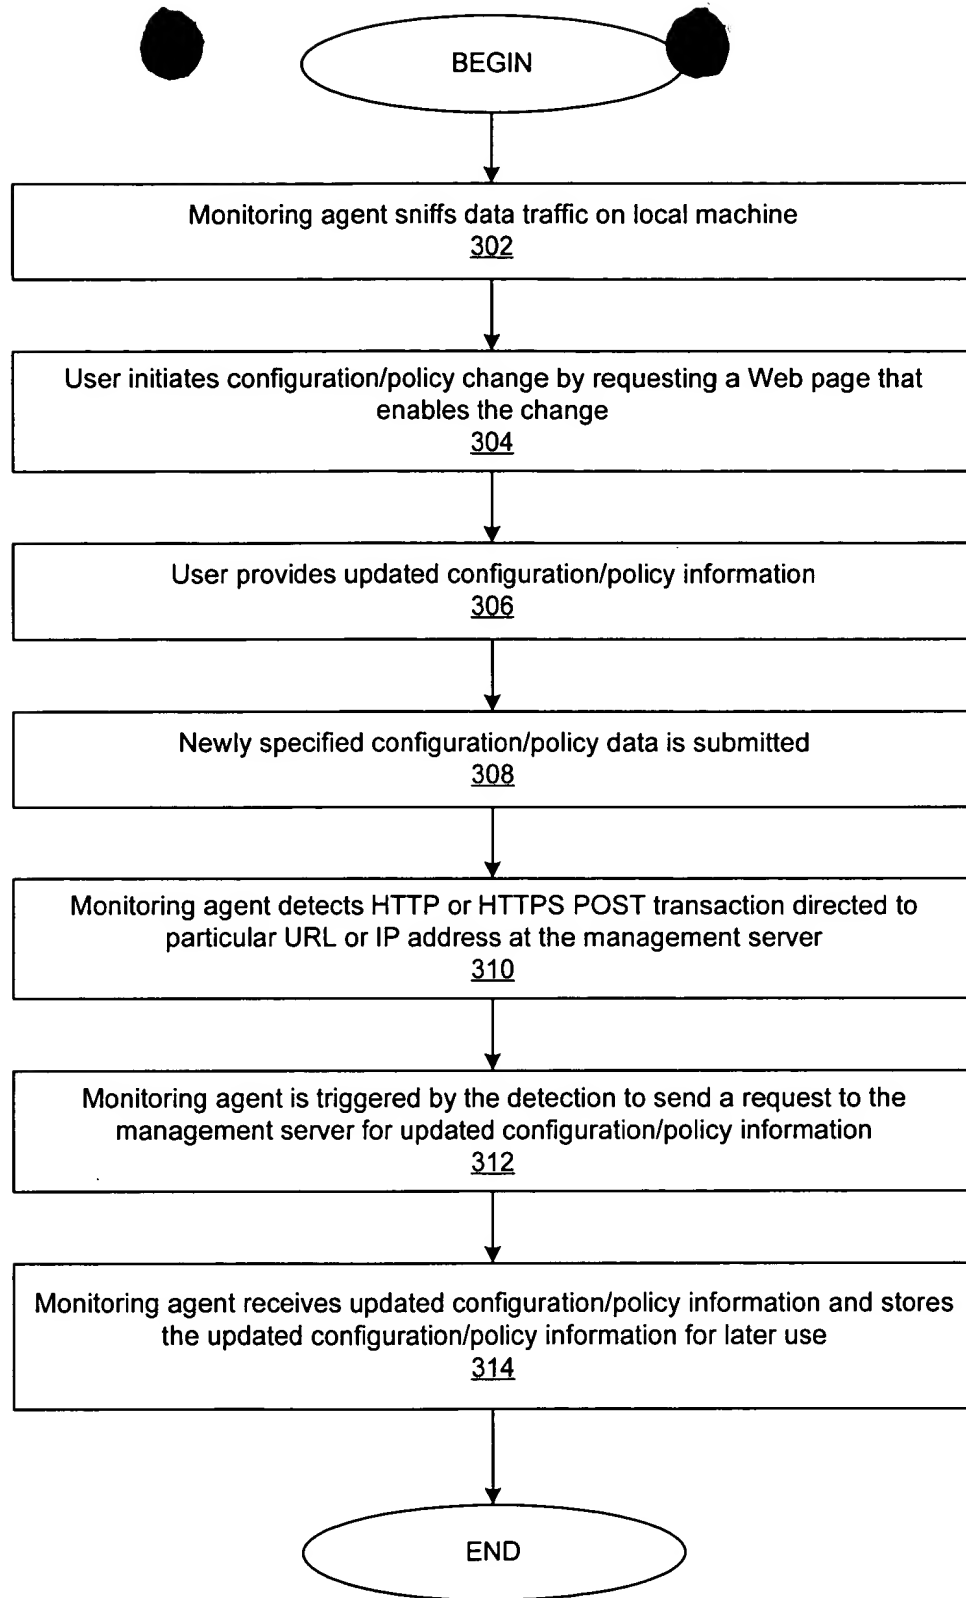 BEGIN
Monitoring agent sniffs data traffic on local machine
302
User initiates configuration/policy change by requesting a Web page that
enables the change
304
User provides updated configuration/policy information
306
Newly specified configuration/policy data is submitted
308
Monitoring agent detects HTTP or HTTPS POST transaction directed to
particular URL or IP address at the management server
310
Monitoring agent is triggered by the detection to send a request to the
management server for updated configuration/policy information
312
Monitoring agent receives updated configuration/policy information and stores
the updated configuration/policy information for later use
314
END